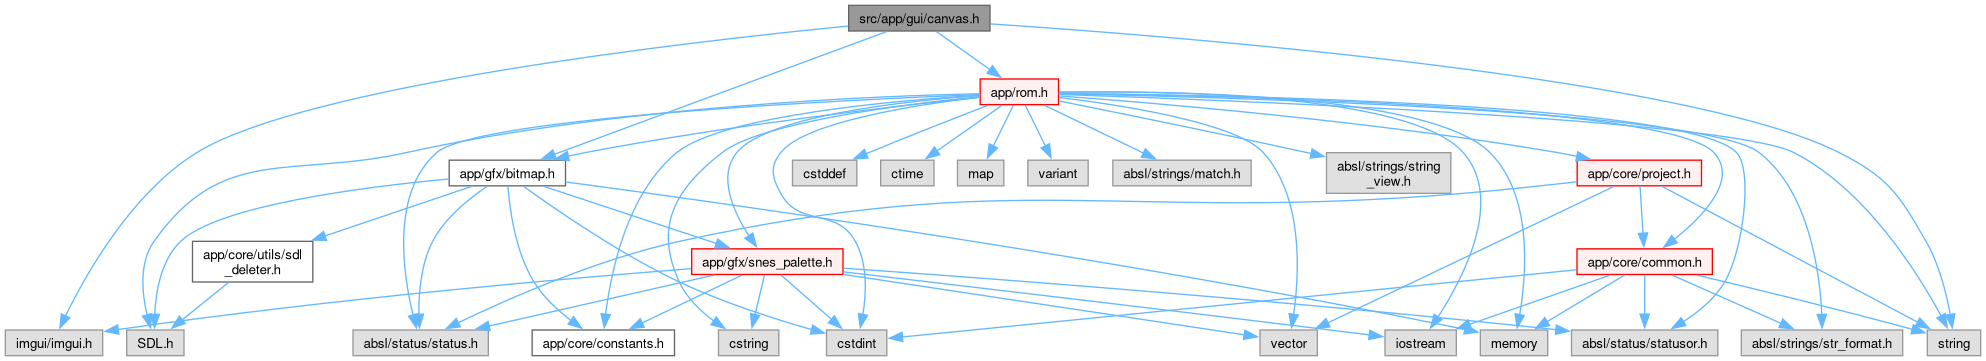 src/app/gui/canvas.h
app/rom.h
app/gfx/bitmap.h
cstddef
ctime
map
variant
absl/strings/match.h
absl/strings/string
_view.h
app/core/project.h
app/core/utils/sdl
_deleter.h
app/gfx/snes_palette.h
app/core/common.h
imgui/imgui.h
SDL.h
absl/status/status.h
app/core/constants.h
cstring
cstdint
vector
iostream
memory
absl/status/statusor.h
absl/strings/str_format.h
string